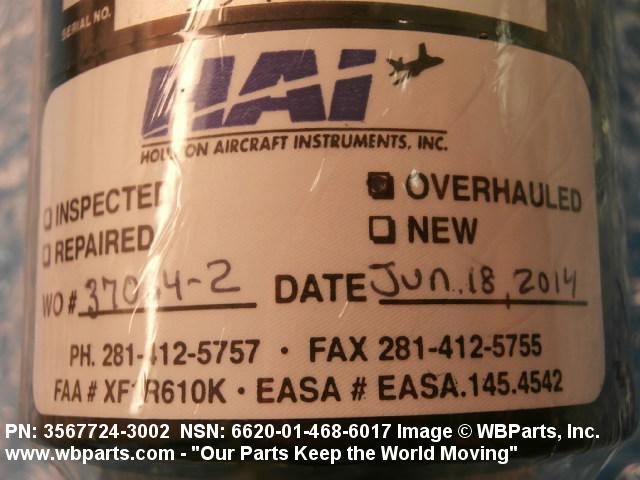 SERIAL NO.
HAI
AIRCRAFT INSTRUMENTS, INC.
INSPECTED OVERHAULED
REPAIRED NEW
WO # DATE Jun. 18, 2014
PH. 281-412-5757 · FAX 281-412-5755
FAA # · EASA # EASA.145.4542
PN: 3567724-3002 NSN: 6620-01-468-6017 Image © WBParts, Inc.
www.wbparts.com - "Our Parts Keep the World Moving"